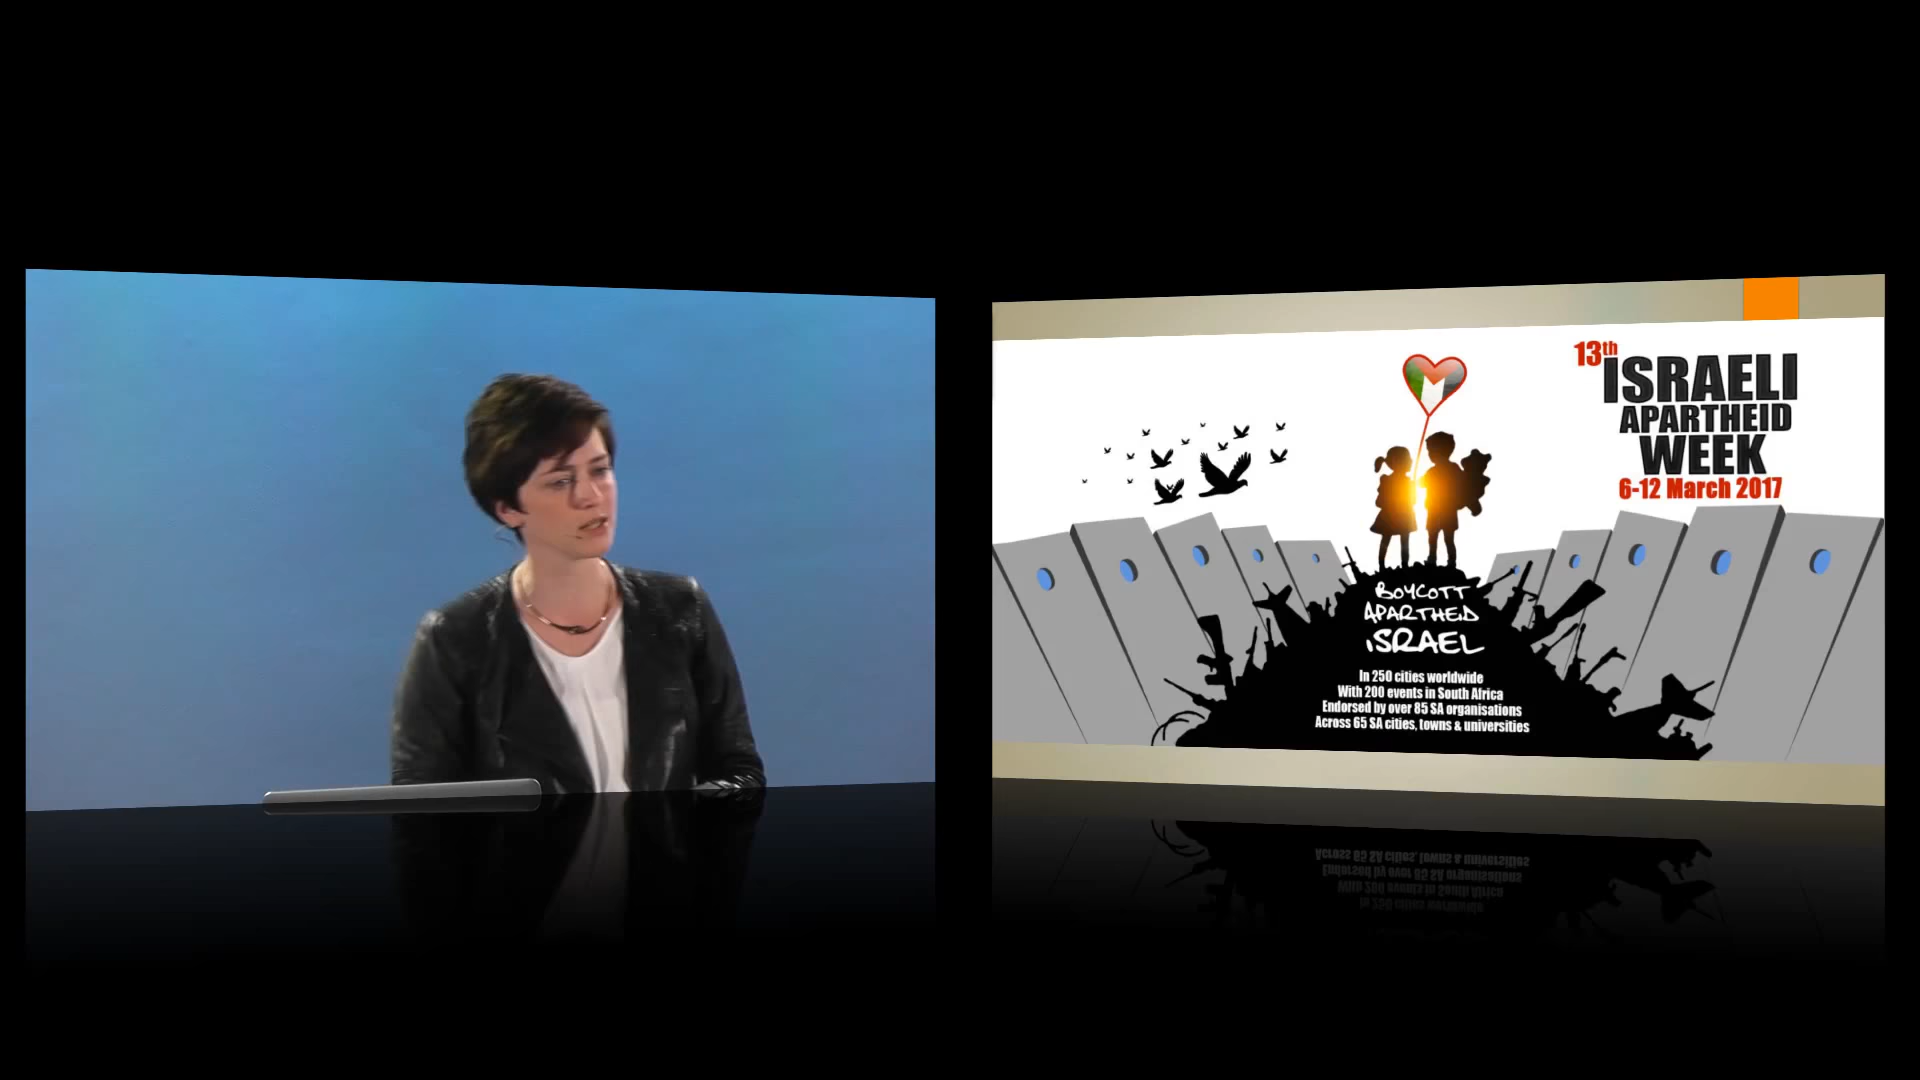 13th
ISRAELI
APARTHEID
WEEK
6-12 March 2017
BOYCOTT
APARTHEID
iSRAEL
In 250 cities worldwide
With 200 events in South Africa
Endorsed by over 85 SA organisations
Across 65 SA cities, towns & universities